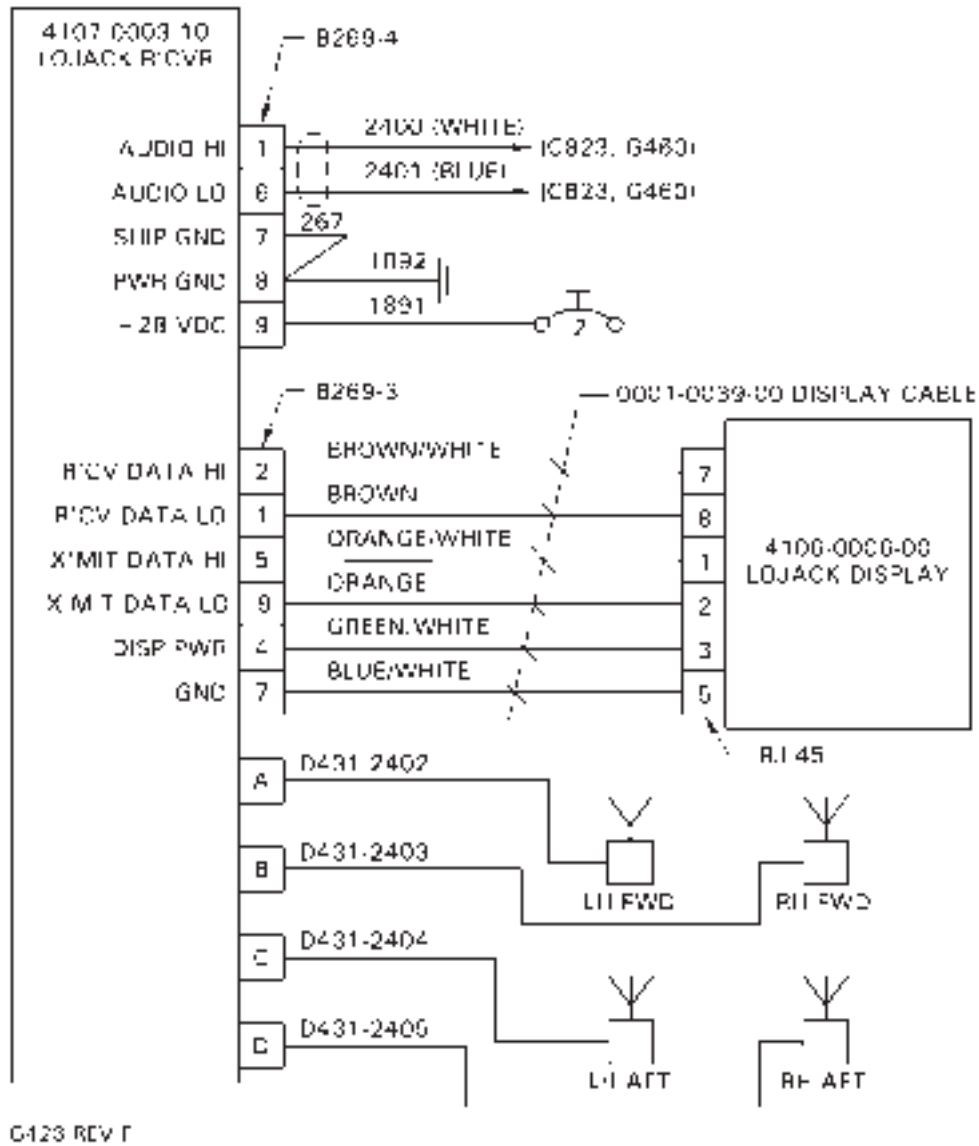 4107-0003-10
LOJACK R'CVR
B269-4
AUDIO HI 1 2400 (WHITE) (C823, G460)
AUDIO LO 6 2401 (BLUE) (C823, G460)
SHIP GND 7 267
PWR GND 8 1892
+28 VDC 9 1891 2
B269-3
0001-0039-00 DISPLAY CABLE
R'CV DATA HI 2 BROWN/WHITE 7
R'CV DATA LO 1 BROWN 8
X'MIT DATA HI 5 ORANGE/WHITE 1
X'MIT DATA LO 9 ORANGE 2
DISP PWR 4 GREEN/WHITE 3
GND 7 BLUE/WHITE 5
4106-0006-00
LOJACK DISPLAY
RJ-45
A D431-2402
B D431-2403
LH FWD RH FWD
C D431-2404
D D431-2405
LH AFT RH AFT
G423 REV F